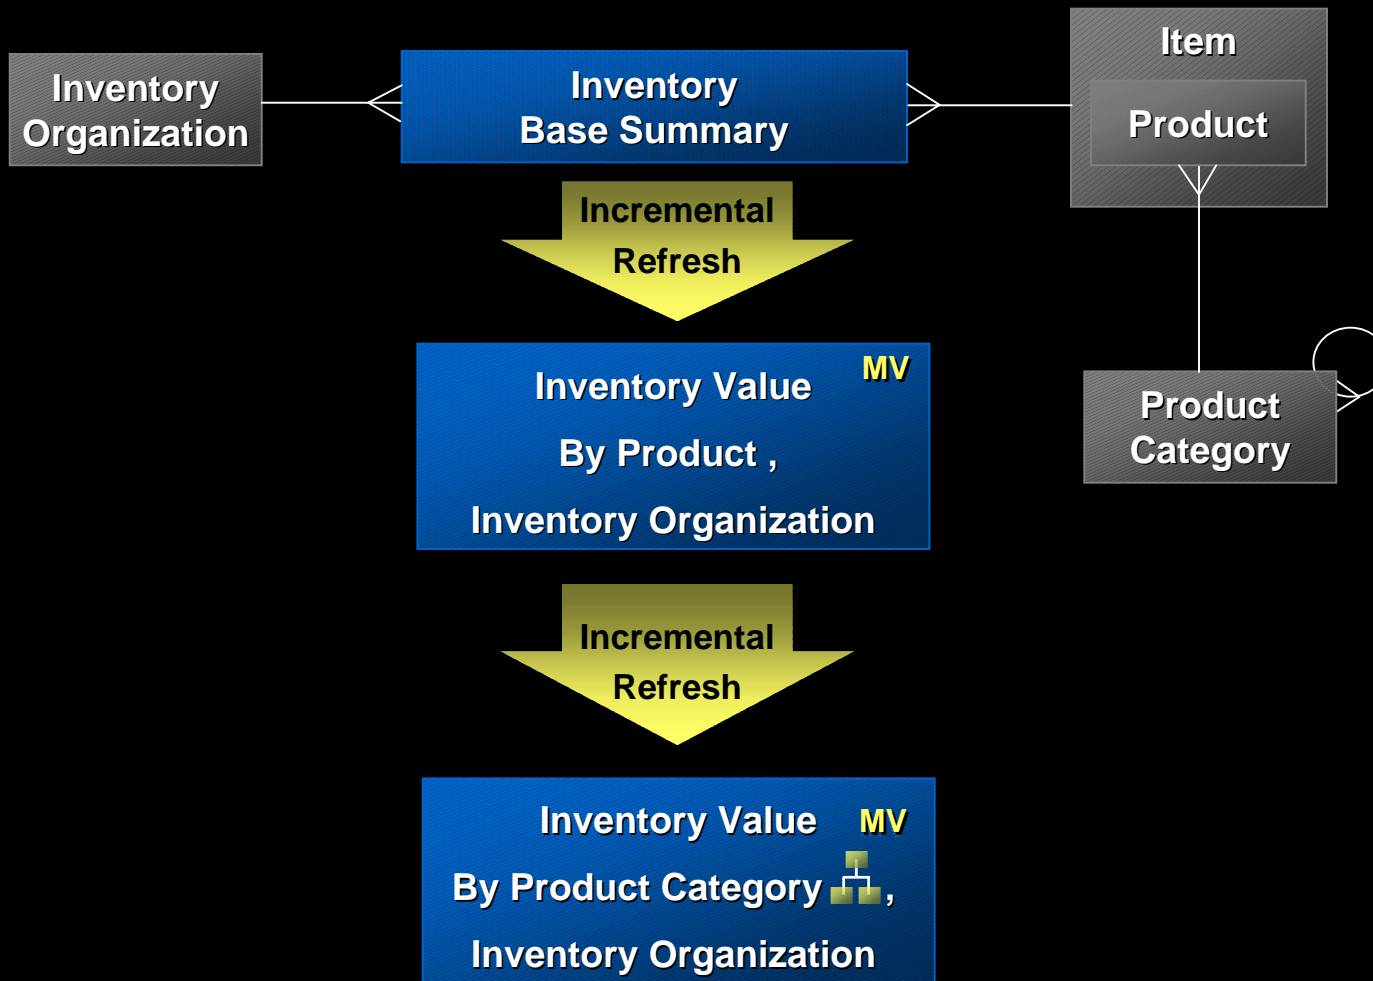 Inventory
Organization
Inventory
Base Summary
Item
Product
Incremental
Refresh
Inventory Value MV
By Product ,
Inventory Organization
Product
Category
Incremental
Refresh
Inventory Value MV
By Product Category ,
Inventory Organization